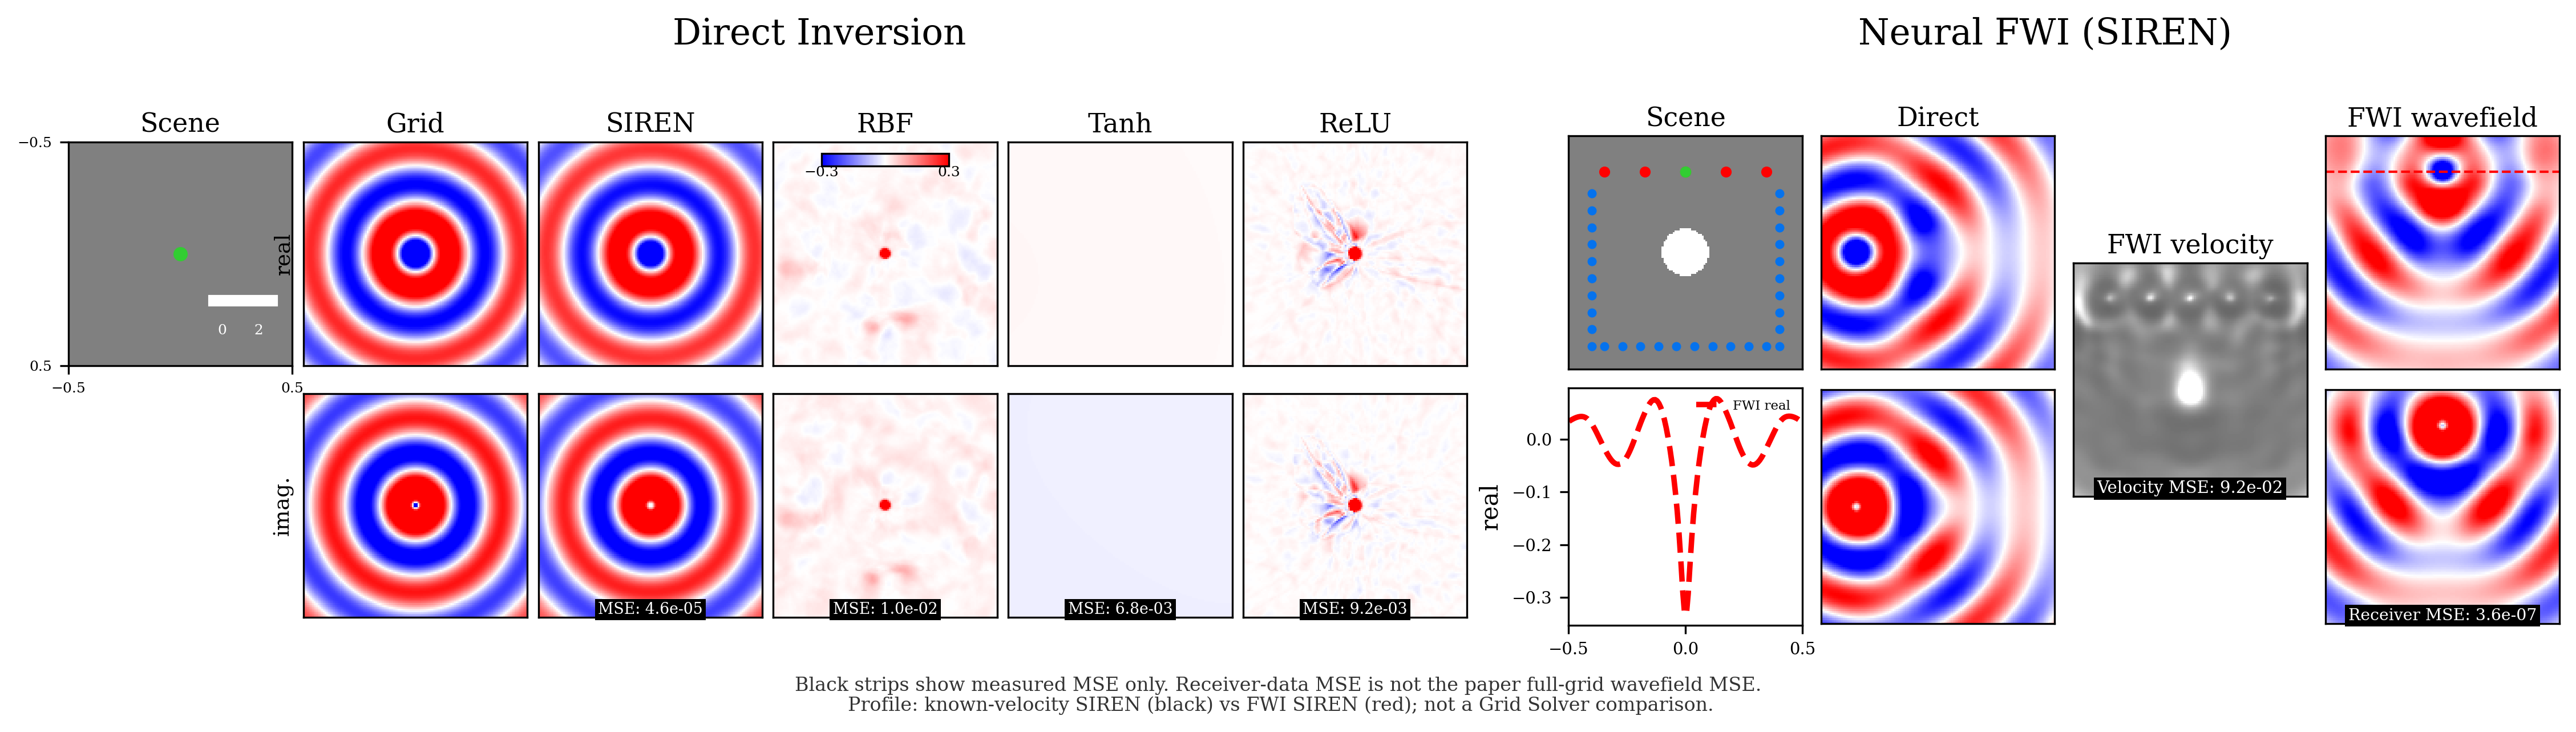 Direct Inversion
Neural FWI (SIREN)
Scene
Grid
SIREN
RBF
Tanh
ReLU
Scene
Direct
FWI velocity
FWI wavefield
−0.5
0.5
−0.5
0.5
0 2
real
imag.
−0.3 0.3
MSE: 4.6e-05
MSE: 1.0e-02
MSE: 6.8e-03
MSE: 9.2e-03
FWI real
real
0.0
−0.1
−0.2
−0.3
−0.5 0.0 0.5
Velocity MSE: 9.2e-02
Receiver MSE: 3.6e-07
Black strips show measured MSE only. Receiver-data MSE is not the paper full-grid wavefield MSE.
Profile: known-velocity SIREN (black) vs FWI SIREN (red); not a Grid Solver comparison.